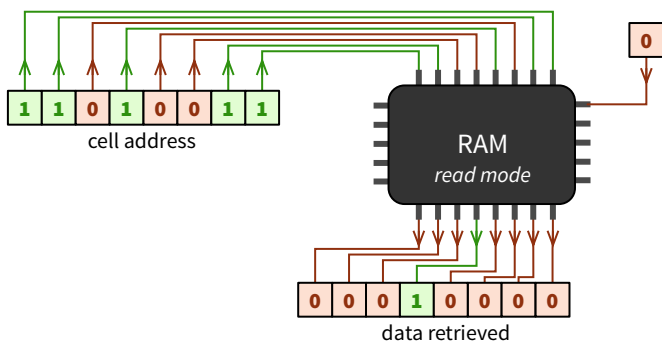 0
1 1 0 1 0 0 1 1
cell address
RAM
read mode
0 0 0 1 0 0 0 0
data retrieved